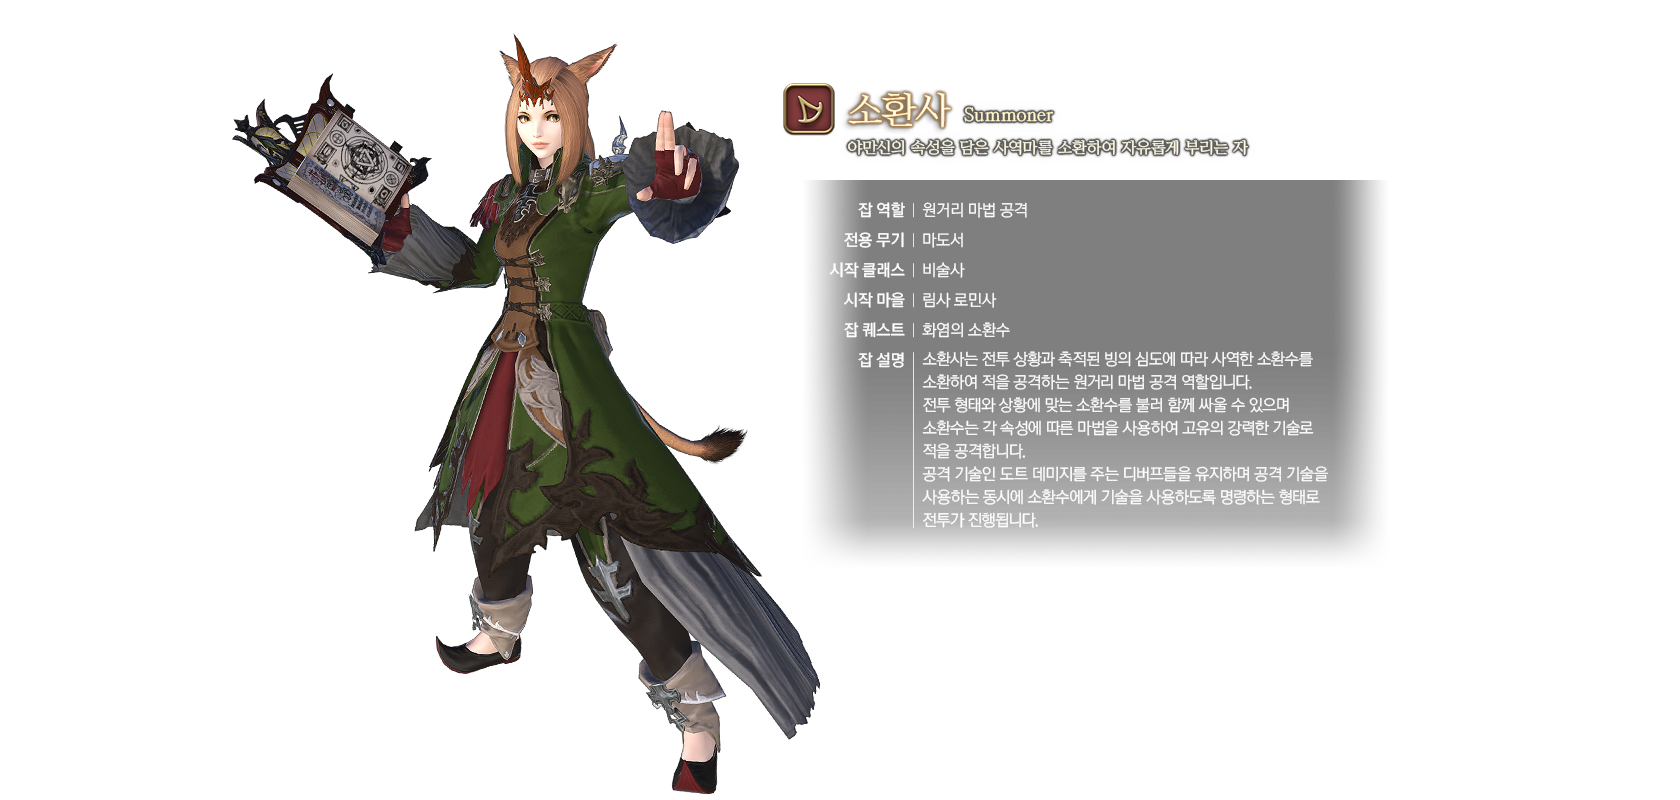 소환사 Summoner
야만신의 속성을 담은 사역마를 소환하여 자유롭게 부리는 자
잡 역할 | 원거리 마법 공격
전용 무기 | 마도서
시작 클래스 | 비술사
시작 마을 | 림사 로민사
잡 퀘스트 | 화염의 소환수
잡 설명 | 소환사는 전투 상황과 축적된 빙의 심도에 따라 사역한 소환수를
소환하여 적을 공격하는 원거리 마법 공격 역할입니다.
전투 형태와 상황에 맞는 소환수를 불러 함께 싸울 수 있으며
소환수는 각 속성에 따른 마법을 사용하여 고유의 강력한 기술로
적을 공격합니다.
공격 기술인 도트 데미지를 주는 디버프들을 유지하며 공격 기술을
사용하는 동시에 소환수에게 기술을 사용하도록 명령하는 형태로
전투가 진행됩니다.